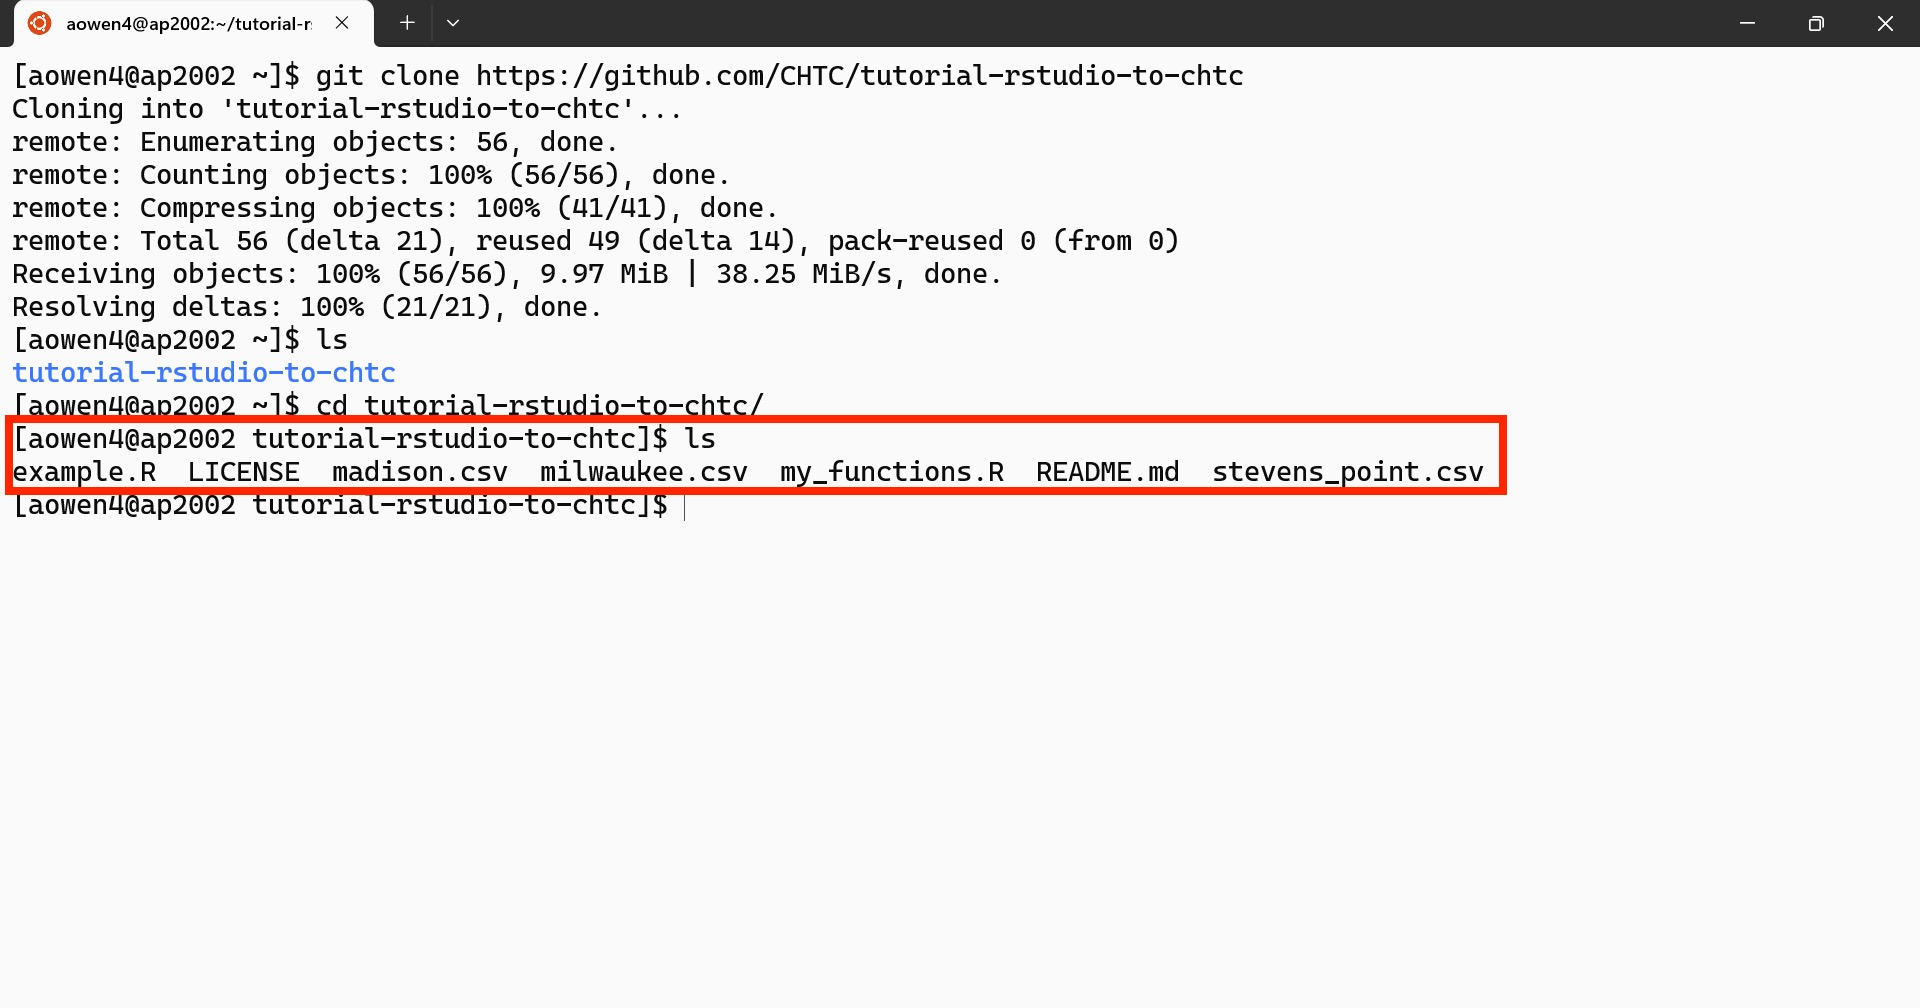 aowen4@ap2002:~/tutorial-r
[aowen4@ap2002 ~]$ git clone https://github.com/CHTC/tutorial-rstudio-to-chtc
Cloning into 'tutorial-rstudio-to-chtc'...
remote: Enumerating objects: 56, done.
remote: Counting objects: 100% (56/56), done.
remote: Compressing objects: 100% (41/41), done.
remote: Total 56 (delta 21), reused 49 (delta 14), pack-reused 0 (from 0)
Receiving objects: 100% (56/56), 9.97 MiB | 38.25 MiB/s, done.
Resolving deltas: 100% (21/21), done.
[aowen4@ap2002 ~]$ ls
tutorial-rstudio-to-chtc
[aowen4@ap2002 ~]$ cd tutorial-rstudio-to-chtc/
[aowen4@ap2002 tutorial-rstudio-to-chtc]$ ls
example.R  LICENSE  madison.csv  milwaukee.csv  my_functions.R  README.md  stevens_point.csv
[aowen4@ap2002 tutorial-rstudio-to-chtc]$